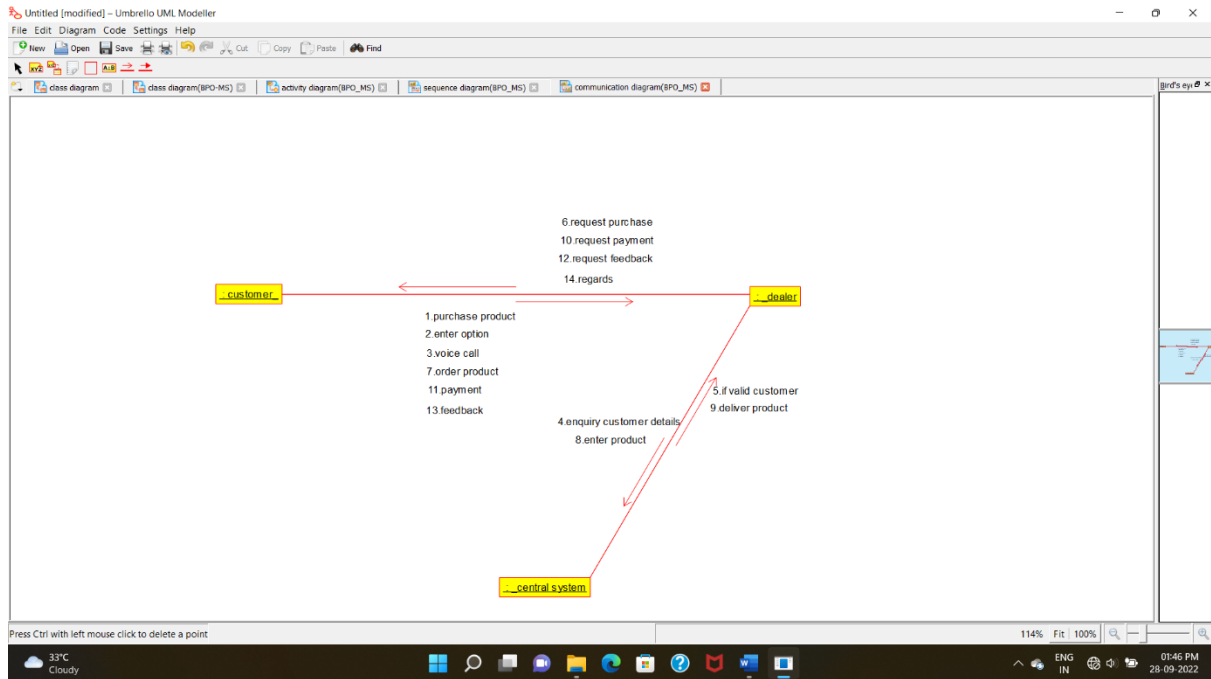 Untitled [modified] – Umbrello UML Modeller
File Edit Diagram Code Settings Help
New Open Save Cut Copy Paste Find
class diagram class diagram(BPO-MS) activity diagram(BPO_MS) sequence diagram(BPO_MS) communication diagram(BPO_MS) Bird's eye
6.request purchase
10.request payment
12.request feedback
14.regards
: customer_
:_dealer
1.purchase product
2.enter option
3.voice call
7.order product
11.payment
13.feedback
5.if valid customer
9.deliver product
4.enquiry customer details
8.enter product
:_central system
Press Ctrl with left mouse click to delete a point 114% Fit 100%
33°C
Cloudy
ENG
IN
01:46 PM
28-09-2022